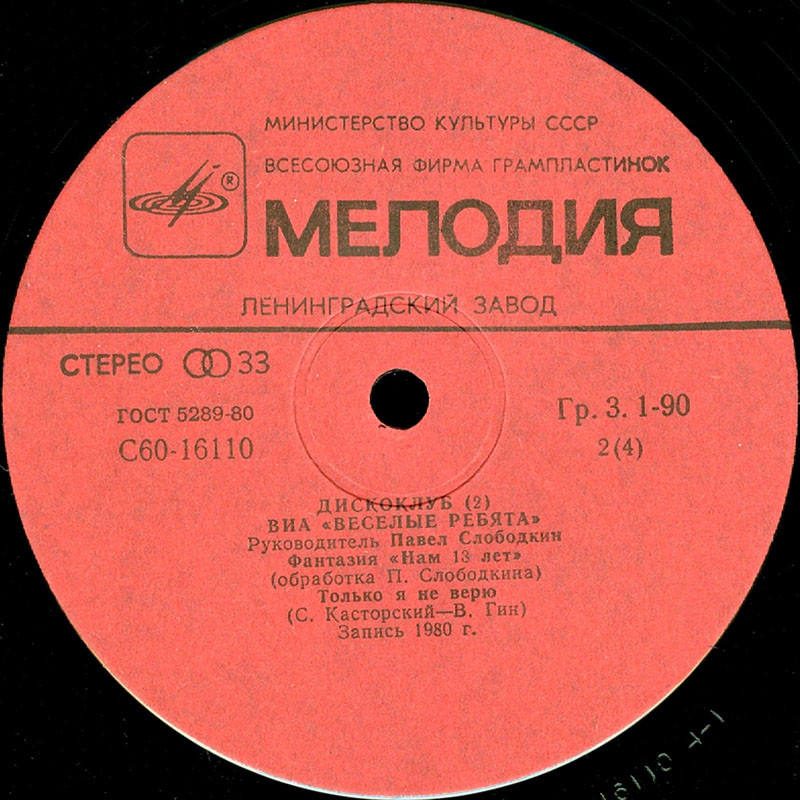 МИНИСТЕРСТВО КУЛЬТУРЫ СССР
ВСЕСОЮЗНАЯ ФИРМА ГРАМПЛАСТИНОК
®
МЕЛОДИЯ
ЛЕНИНГРАДСКИЙ ЗАВОД
СТЕРЕО 33
ГОСТ 5289-80
Гр. 3. 1-90
С60-16110
2(4)
ДИСКОКЛУБ (2)
ВИА «ВЕСЕЛЫЕ РЕБЯТА»
Руководитель Павел Слободкин
Фантазия «Нам 13 лет»
(обработка П. Слободкина)
Только я не верю
(С. Касторский—В. Гин)
Запись 1980 г.